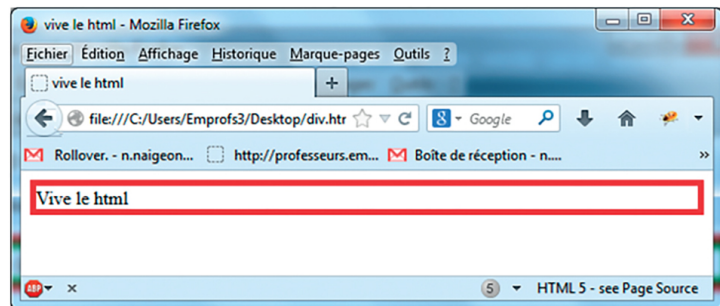 vive le html - Mozilla Firefox
Fichier Édition Affichage Historique Marque-pages Outils ?
vive le html +
file:///C:/Users/Emprofs3/Desktop/div.htr 8 Google
Rollover. - n.naigeon... http://professeurs.em... Boîte de réception - n.... »
Vive le html
ABP x 5 HTML 5 - see Page Source